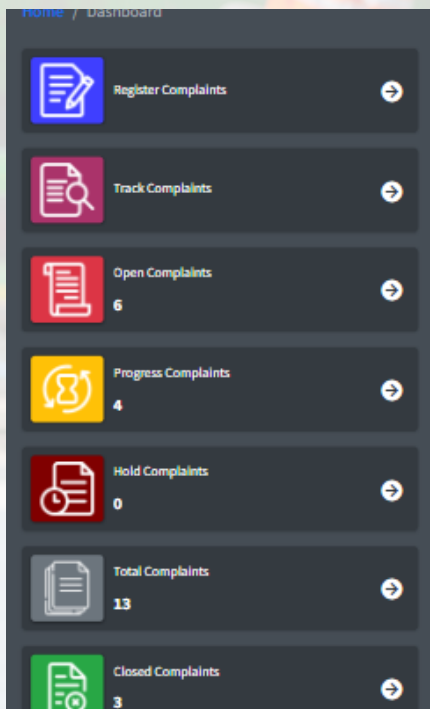 Home / Dashboard
Register Complaints
Track Complaints
Open Complaints
6
Progress Complaints
4
Hold Complaints
0
Total Complaints
13
Closed Complaints
3